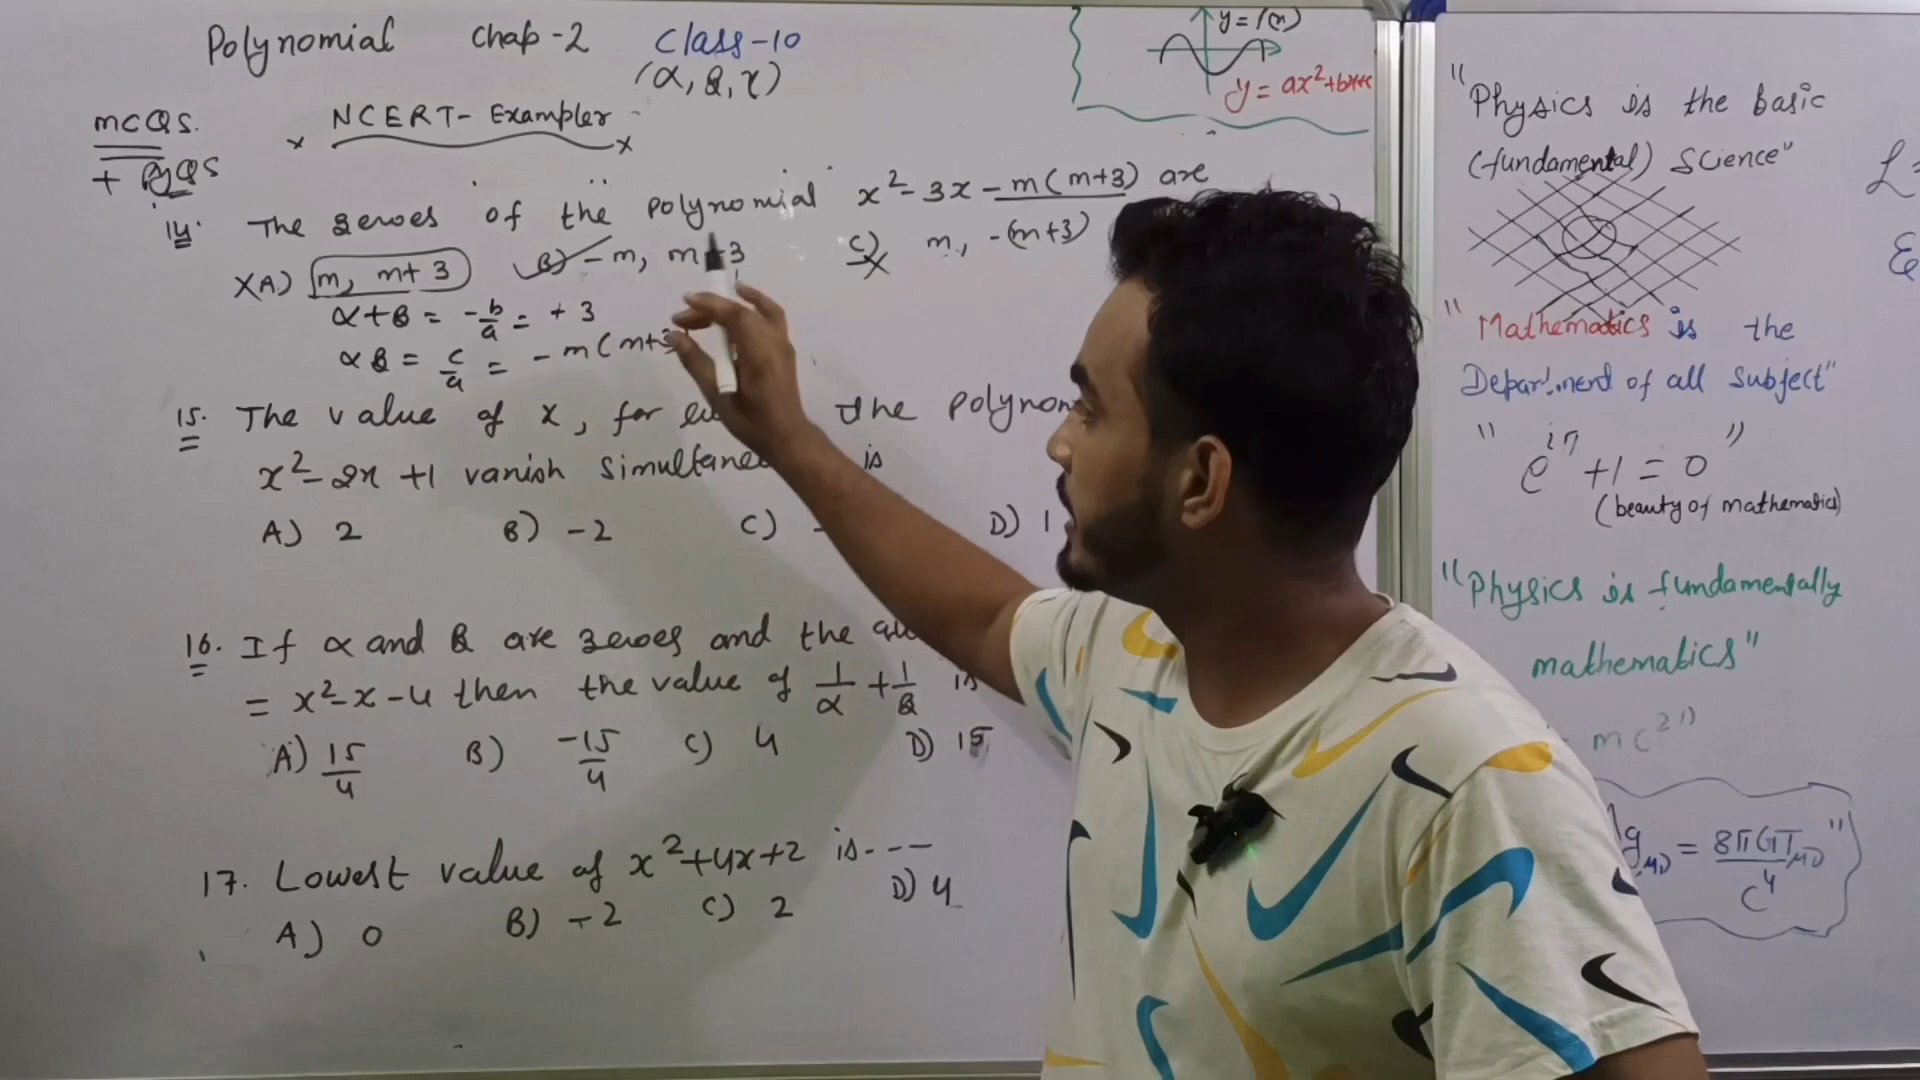 Polynomial chap-2 Class-10
(α, β, γ)
y = f(n)
y = ax²+bx+c
MCQS.
+ PYQS
x NCERT- Exampler x
14. The zeroes of the polynomial x²-3x-m(m+3) are
XA) m, m+3 B) -m, m+3 C) m, -(m+3)
α+β = -b/a = +3
αβ = c/a = -m(m+3)
15. The value of x, for the
x²-2x+1 vanish is
A) 2 B) -2 C) D) 1
16. If α and β are zeroes and the
= x²-x-4 then the value of 1/α + 1/β is
A) 15/4 B) -15/4 C) 4 D) 15
17. Lowest value of x²+4x+2 is---
A) 0 B) -2 C) 2 D) 4
"Physics is the basic
(fundamental) Science"
"Mathematics is the
Department of all Subject"
"e^iπ +1 = 0"
(beauty of mathematics)
"Physics is fundamentally
mathematics"
mc²"
= 8πGT/c⁴"